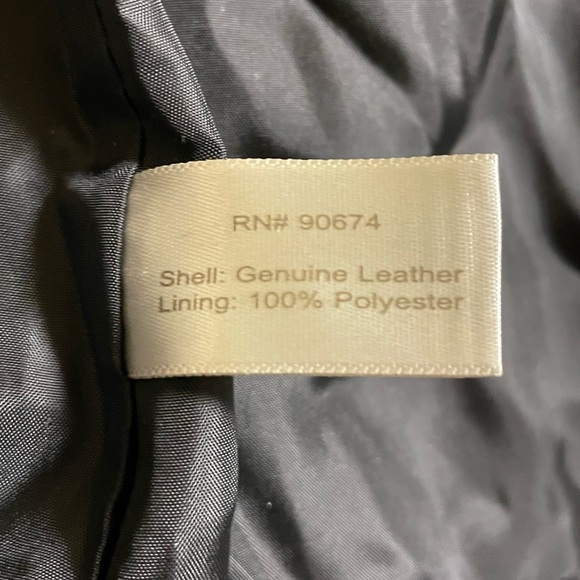 RN# 90674
Shell: Genuine Leather
Lining: 100% Polyester